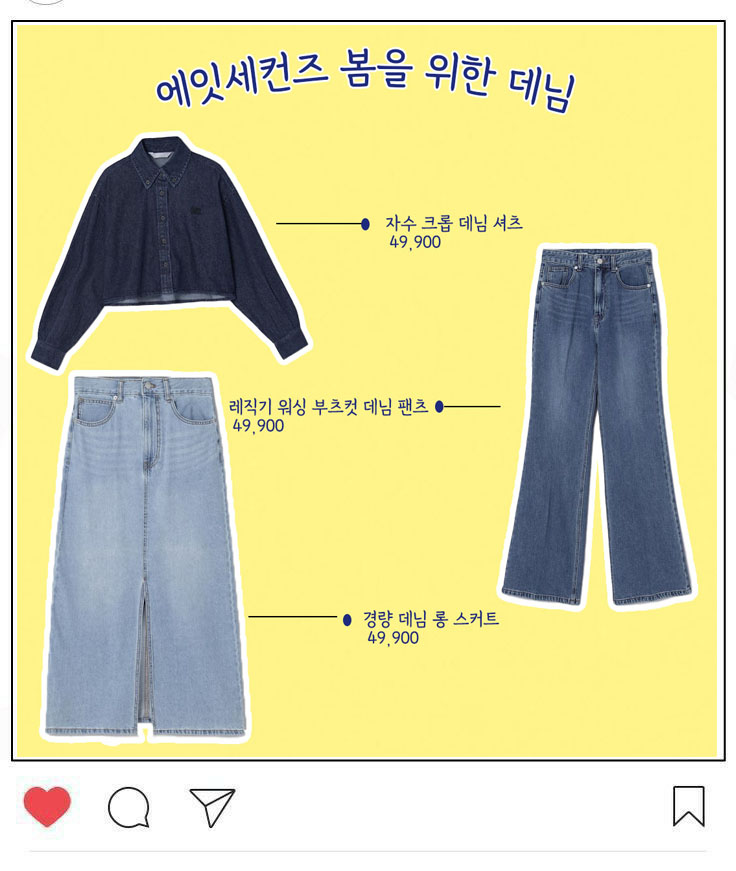 에잇세컨즈 봄을 위한 데님
자수 크롭 데님 셔츠
49,900
레직기 워싱 부츠컷 데님 팬츠
49,900
경량 데님 롱 스커트
49,900